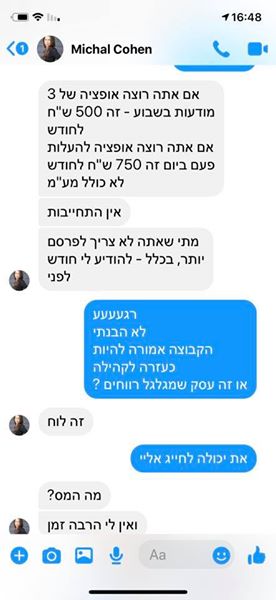 16:48
1
Michal Cohen
אם אתה רוצה אופציה של 3
מודעות בשבוע - זה 500 ש"ח
לחודש
אם אתה רוצה אופציה להעלות
פעם ביום זה 750 ש"ח לחודש
לא כולל מע"מ
אין התחייבות
מתי שאתה לא צריך לפרסם
יותר, בכלל - להודיע לי חודש
לפני
רגעעעע
לא הבנתי
הקבוצה אמורה להיות
כעזרה לקהילה
או זה עסק שמגלגל רווחים ?
זה לוח
את יכולה לחייג אליי
מה המס?
ואין לי הרבה זמן
Aa